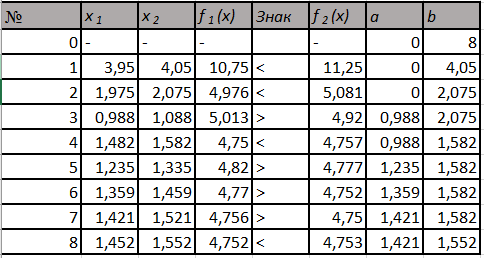 № x 1 x 2 f 1 (x) Знак f 2 (x) a b
0 - - - - 0 8
1 3,95 4,05 10,75 < 11,25 0 4,05
2 1,975 2,075 4,976 < 5,081 0 2,075
3 0,988 1,088 5,013 > 4,92 0,988 2,075
4 1,482 1,582 4,75 < 4,757 0,988 1,582
5 1,235 1,335 4,82 > 4,777 1,235 1,582
6 1,359 1,459 4,77 > 4,752 1,359 1,582
7 1,421 1,521 4,756 > 4,75 1,421 1,582
8 1,452 1,552 4,752 < 4,753 1,421 1,552